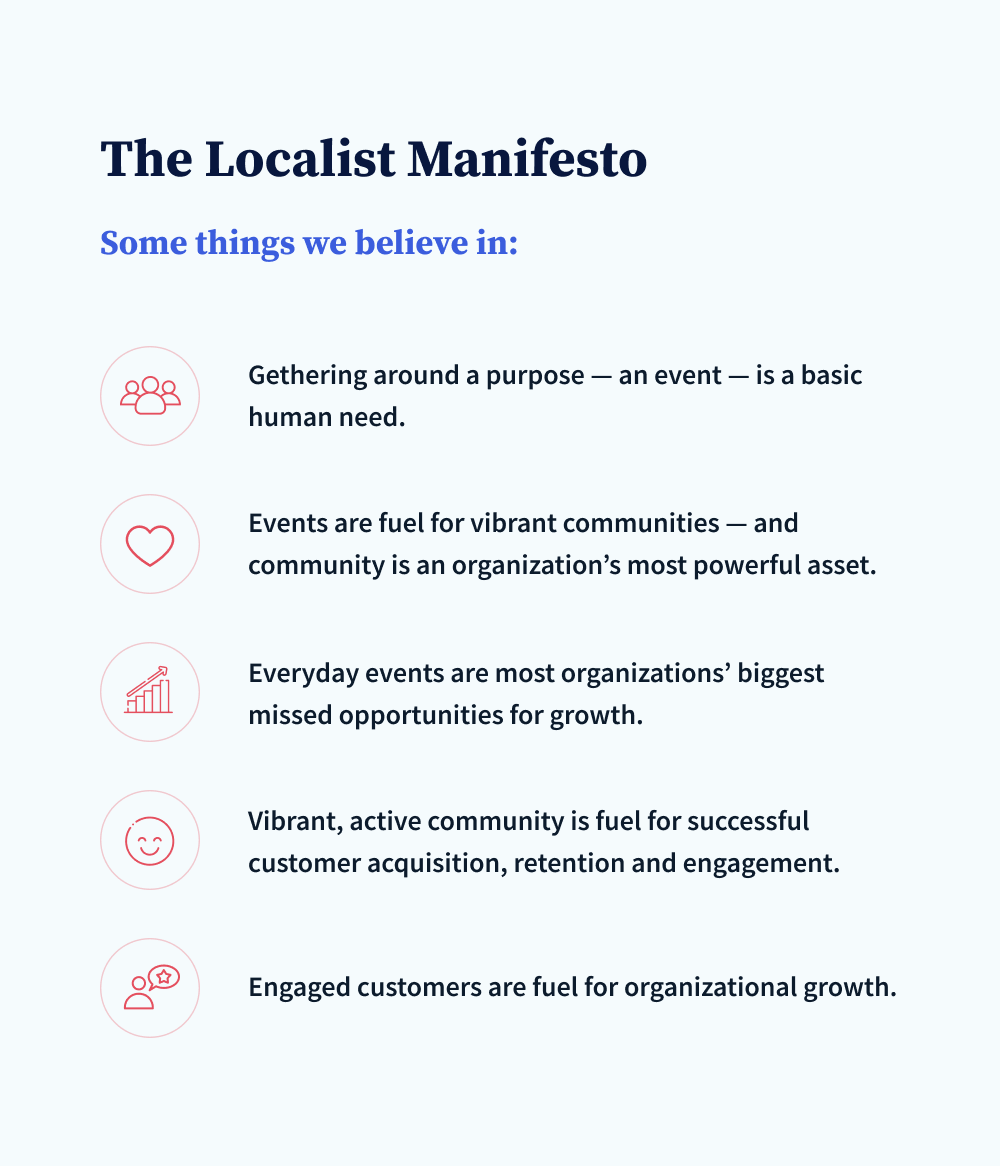 The Localist Manifesto
Some things we believe in:
Gethering around a purpose — an event — is a basic
human need.
Events are fuel for vibrant communities — and
community is an organization’s most powerful asset.
Everyday events are most organizations’ biggest
missed opportunities for growth.
Vibrant, active community is fuel for successful
customer acquisition, retention and engagement.
Engaged customers are fuel for organizational growth.